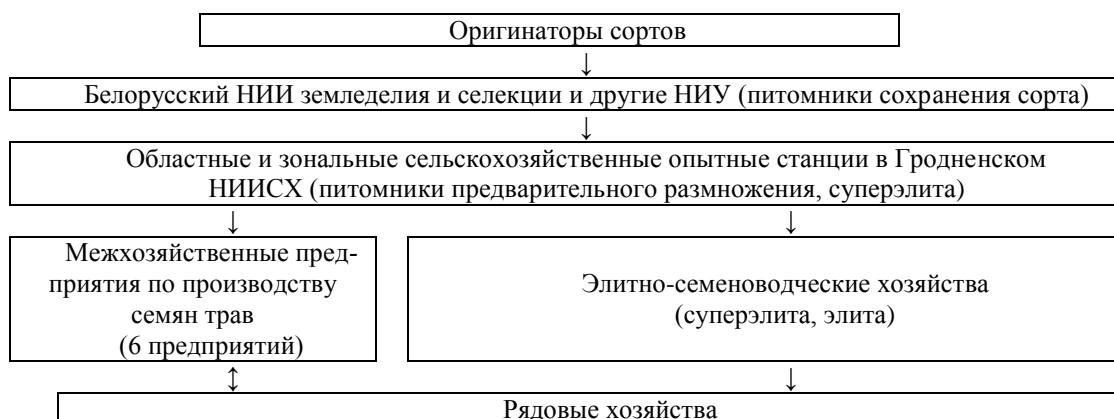 Оригинаторы сортов
↓
Белорусский НИИ земледелия и селекции и другие НИУ (питомники сохранения сорта)
↓
Областные и зональные сельскохозяйственные опытные станции в Гродненском
НИИСХ (питомники предварительного размножения, суперэлита)
↓ ↓
Межхозяйственные пред-
приятия по производству
семян трав
(6 предприятий)
Элитно-семеноводческие хозяйства
(суперэлита, элита)
↕ ↓
Рядовые хозяйства